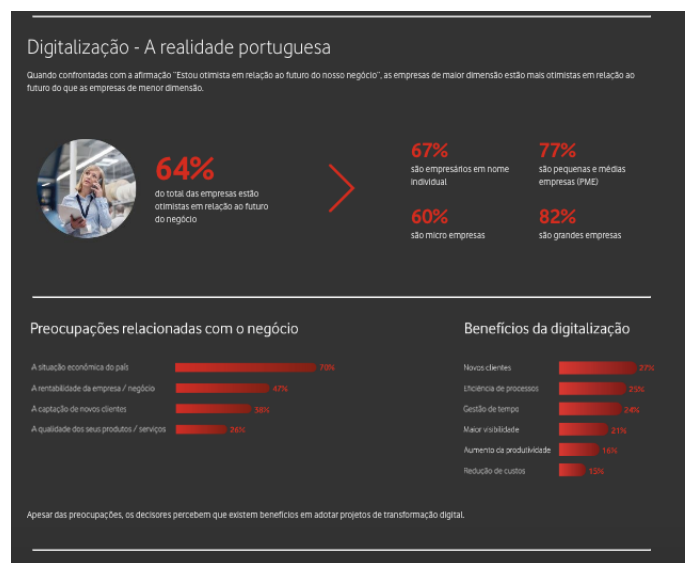 Digitalização - A realidade portuguesa
Quando confrontadas com a afirmação "Estou otimista em relação ao futuro do nosso negócio", as empresas de maior dimensão estão mais otimistas em relação ao
futuro do que as empresas de menor dimensão.
64%
do total das empresas estão
otimistas em relação ao futuro
do negócio
67%
são empresários em nome
individual
77%
são pequenas e médias
empresas (PME)
60%
são micro empresas
82%
são grandes empresas
Preocupações relacionadas com o negócio
A situação económica do país 70%
A rentabilidade da empresa / negócio 47%
A captação de novos clientes 38%
A qualidade dos seus produtos / serviços 26%
Benefícios da digitalização
Novos clientes 27%
Eficiência de processos 25%
Gestão de tempo 24%
Maior visibilidade 21%
Aumento da produtividade 16%
Redução de custos 15%
Apesar das preocupações, os decisores percebem que existem benefícios em adotar projetos de transformação digital.